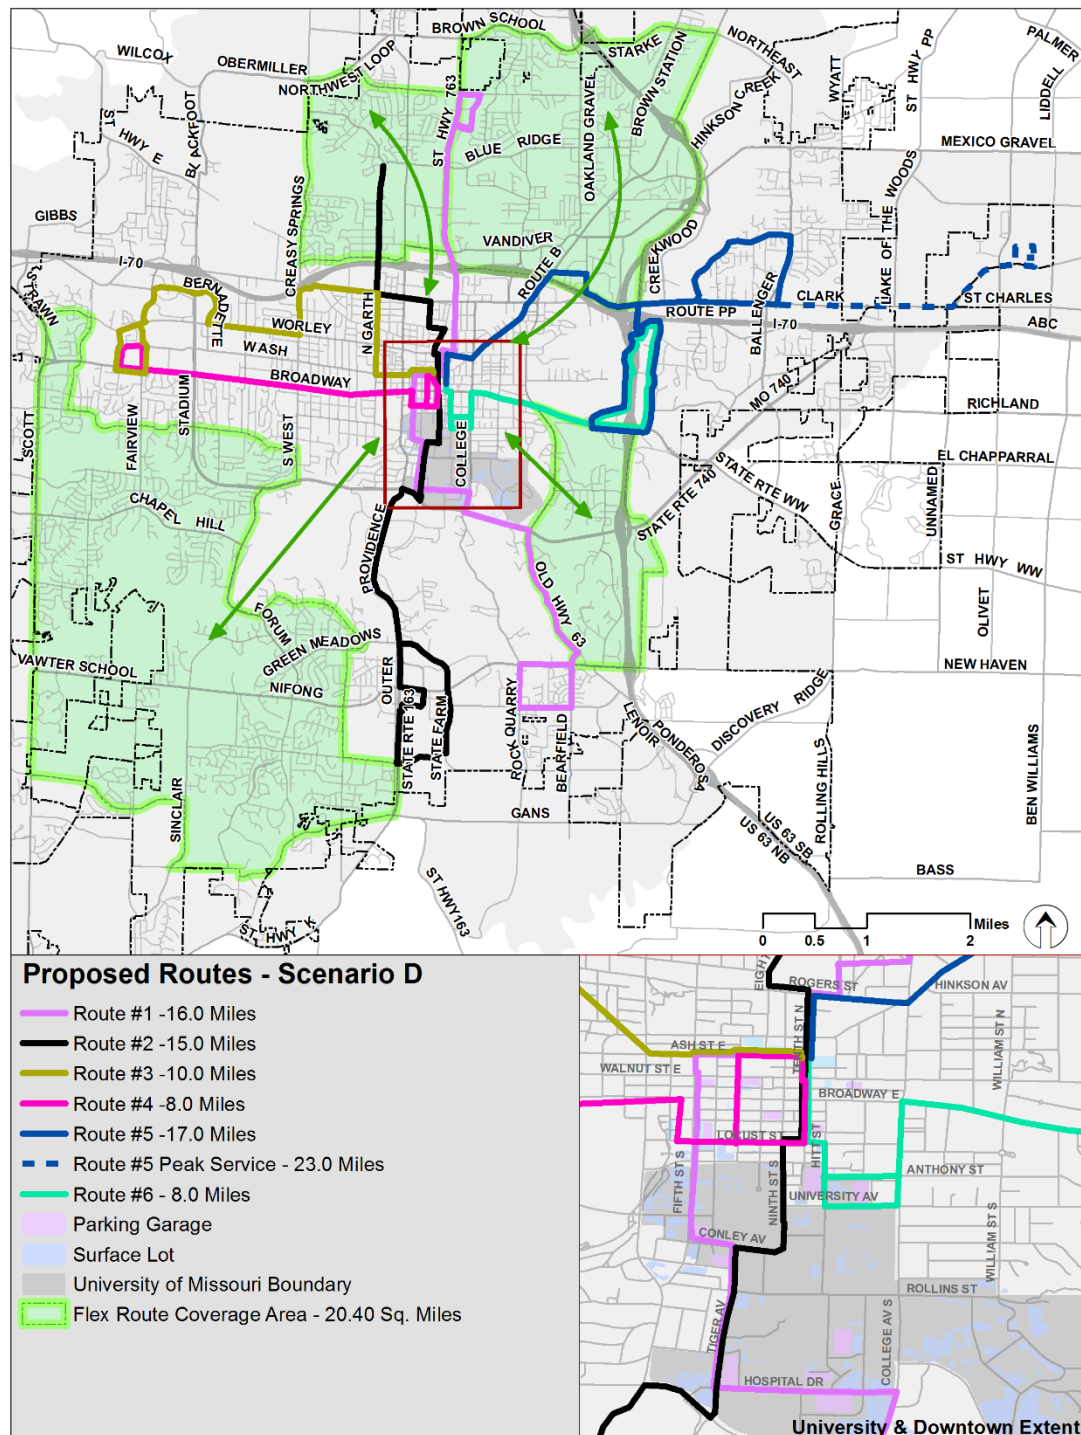 BROWN SCHOOL
WILCOX
OBERMILLER
NORTHWEST LOOP
STARKE
NORTHEAST
PALMER
ST HWY PP
WYATT
LIDDELL
ST HWY 763
BROWN STATION
HINKSON CREEK
OAKLAND GRAVEL
ST HWY E
BLACKFOOT
BLUE RIDGE
MEXICO GRAVEL
LAKE OF THE WOODS
GIBBS
CREASY SPRINGS
VANDIVER
CREEKWOOD
I-70
ROUTE B
STRAWN
BERNADETTE
BALLENGER
CLARK
ST CHARLES
ROUTE PP
I-70
ABC
WORLEY
N GARTH
WASH
BROADWAY
MO 740
RICHLAND
SCOTT
FAIRVIEW
STADIUM
S WEST
COLLEGE
EL CHAPPARRAL
STATE RTE WW
UNNAMED
GRACE
CHAPEL HILL
STATE RTE 740
PROVIDENCE
OLD HWY 63
ST HWY WW
OLIVET
FORUM
GREEN MEADOWS
VAWTER SCHOOL
NIFONG
OUTER
STATE RTE 163
STATE FARM
ROCK QUARRY
BEARFIELD
NEW HAVEN
LENOIR
PONDEROSA
DISCOVERY RIDGE
ROLLING HILLS
BEN WILLIAMS
SINCLAIR
GANS
US 63 SB
US 63 NB
BASS
ST HWY K
ST HWY163
0 0.5 1 2 Miles
Proposed Routes - Scenario D
Route #1 -16.0 Miles
Route #2 -15.0 Miles
Route #3 -10.0 Miles
Route #4 -8.0 Miles
Route #5 -17.0 Miles
Route #5 Peak Service - 23.0 Miles
Route #6 - 8.0 Miles
Parking Garage
Surface Lot
University of Missouri Boundary
Flex Route Coverage Area - 20.40 Sq. Miles
ROGERS ST
HINKSON AV
TENTH ST N
WILLIAM ST N
ASH ST E
WALNUT ST E
BROADWAY E
LOCUST ST
HITT ST
ANTHONY ST
FIFTH ST S
NINTH ST S
UNIVERSITY AV
CONLEY AV
WILLIAM ST S
ROLLINS ST
TIGER AV
COLLEGE AV S
HOSPITAL DR
University & Downtown Extent